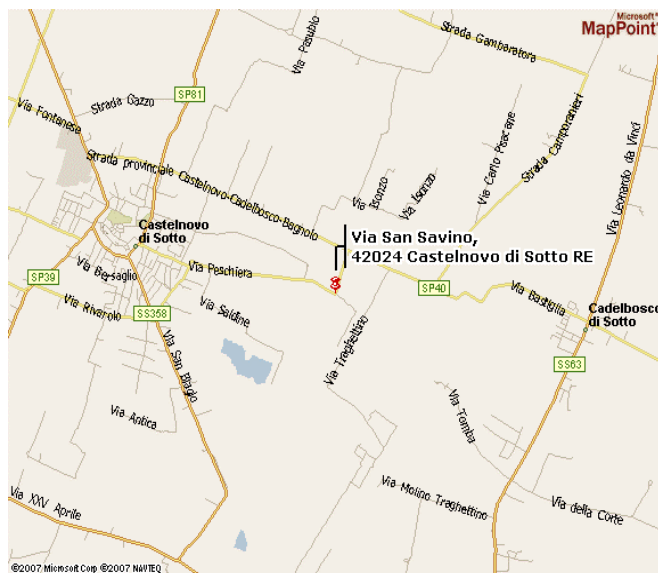 Microsoft®
MapPoint®
Strada Gambaratora
Via Pasubio
SP81
Strada Gazzo
Via Fontanese
Strada provinciale Castelnovo-Cadelbosco-Bagnolo
Via Isonzo
Via Isonzo
Via Carlo Pisacane
Strada Camporanieri
Via Leonardo da Vinci
Castelnovo
di Sotto
Via San Savino,
42024 Castelnovo di Sotto RE
Via Bersaglio
Via Peschiera
SP39
SP40
Via Bastiglia
Via Rivarolo
SS358
Via Saldine
Cadelbosco
di Sotto
Via Traghettino
SS63
Via San Biagio
Via Antica
Via Tomba
Via XXV Aprile
Via Molino Traghettino
Via della Corte
©2007 Microsoft Corp ©2007 NAVTEQ